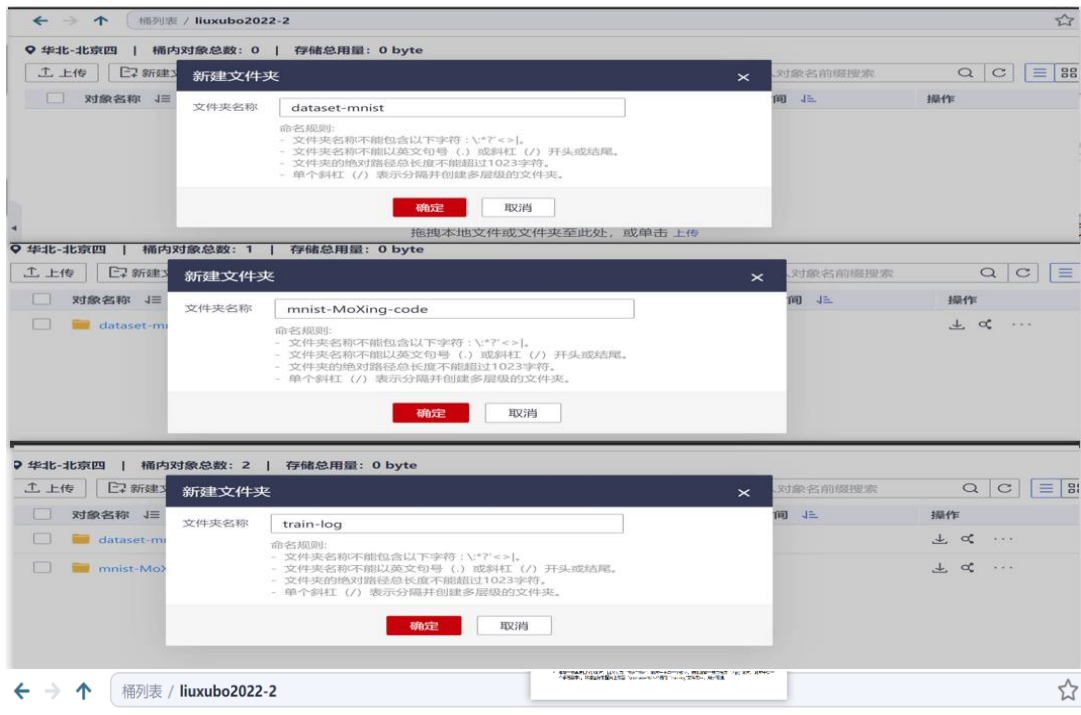 桶列表 / liuxubo2022-2
华北-北京四 | 桶内对象总数: 0 | 存储总用量: 0 byte
上传 新建 对象名前缀搜索
新建文件夹
对象名称 操作
文件夹名称 dataset-mnist
命名规则:
- 文件夹名称不能包含以下字符 : \:*?"<>|。
- 文件夹名称不能以英文句号 (.) 或斜杠 (/) 开头或结尾。
- 文件夹的绝对路径总长度不能超过1023字符。
- 单个斜杠 (/) 表示分隔并创建多层级的文件夹。
确定 取消
拖拽本地文件或文件夹至此处，或单击 上传
华北-北京四 | 桶内对象总数: 1 | 存储总用量: 0 byte
上传 新建 对象名前缀搜索
新建文件夹
对象名称 操作
文件夹名称 mnist-MoXing-code
dataset-m
命名规则:
- 文件夹名称不能包含以下字符 : \:*?"<>|。
- 文件夹名称不能以英文句号 (.) 或斜杠 (/) 开头或结尾。
- 文件夹的绝对路径总长度不能超过1023字符。
- 单个斜杠 (/) 表示分隔并创建多层级的文件夹。
确定 取消
华北-北京四 | 桶内对象总数: 2 | 存储总用量: 0 byte
上传 新建 对象名前缀搜索
新建文件夹
对象名称 操作
文件夹名称 train-log
dataset-m
命名规则:
- 文件夹名称不能包含以下字符 : \:*?"<>|。
- 文件夹名称不能以英文句号 (.) 或斜杠 (/) 开头或结尾。
mnist-Mo
- 文件夹的绝对路径总长度不能超过1023字符。
- 单个斜杠 (/) 表示分隔并创建多层级的文件夹。
确定 取消
桶列表 / liuxubo2022-2